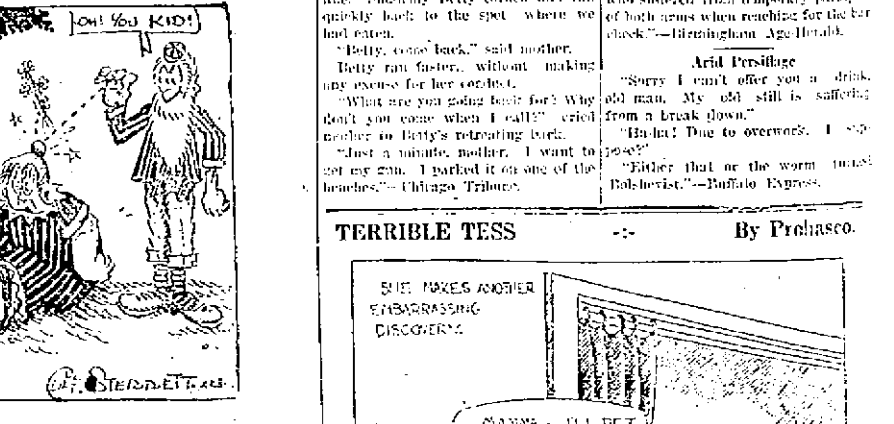 OH! YOU KID!
quickly back to the spot where we
had eaten.
"Betty, come back," said mother.
Betty ran faster, without making
any excuse for her conduct.
"What are you going back for? Why
don't you come when I call?" cried
mother to Betty's retreating back.
"Just a minute, mother. I want to
get my gum. I parked it on one of the
benches."—Chicago Tribune.
of both arms when reaching for the
check."—Birmingham Age-Herald.
Arid Persiflage
"Sorry I can't offer you a drink,
old man. My old still is suffering
from a break down."
"Ha-ha! Due to overwork, I
"Either that or the worm
Bolshevist."—Buffalo Express.
TERRIBLE TESS -:- By Probasco.
SHE MAKES ANOTHER
EMBARRASSING
DISCOVERY
I'LL BET